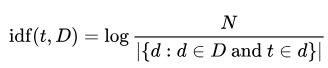 idf(t, D) = log N / |{d : d ∈ D and t ∈ d}|